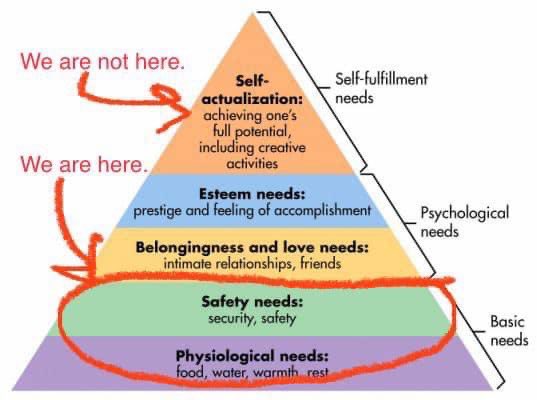 We are not here.
Self-
actualization:
achieving one's
full potential,
including creative
activities
Self-fulfillment
needs
We are here.
Esteem needs:
prestige and feeling of accomplishment
Belongingness and love needs:
intimate relationships, friends
Psychological
needs
Safety needs:
security, safety
Physiological needs:
food, water, warmth, rest
Basic
needs